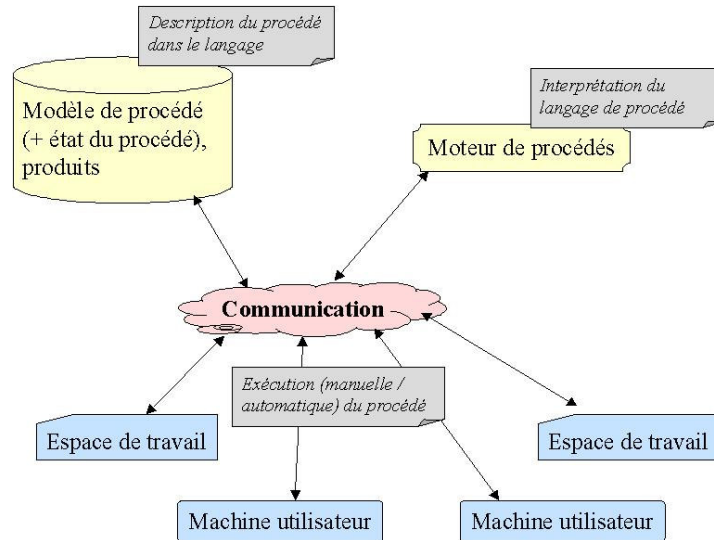 Description du procédé
dans le langage
Modèle de procédé
(+ état du procédé),
produits
Interprétation du
langage de procédé
Moteur de procédés
Communication
Exécution (manuelle /
automatique) du procédé
Espace de travail
Espace de travail
Machine utilisateur
Machine utilisateur